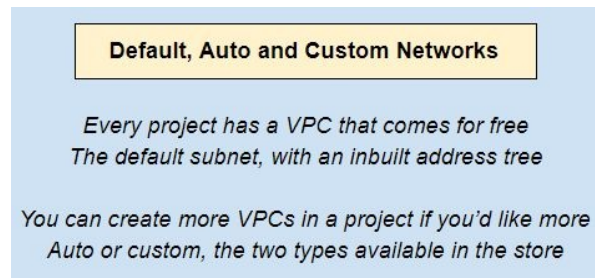 Default, Auto and Custom Networks
Every project has a VPC that comes for free
The default subnet, with an inbuilt address tree
You can create more VPCs in a project if you'd like more
Auto or custom, the two types available in the store